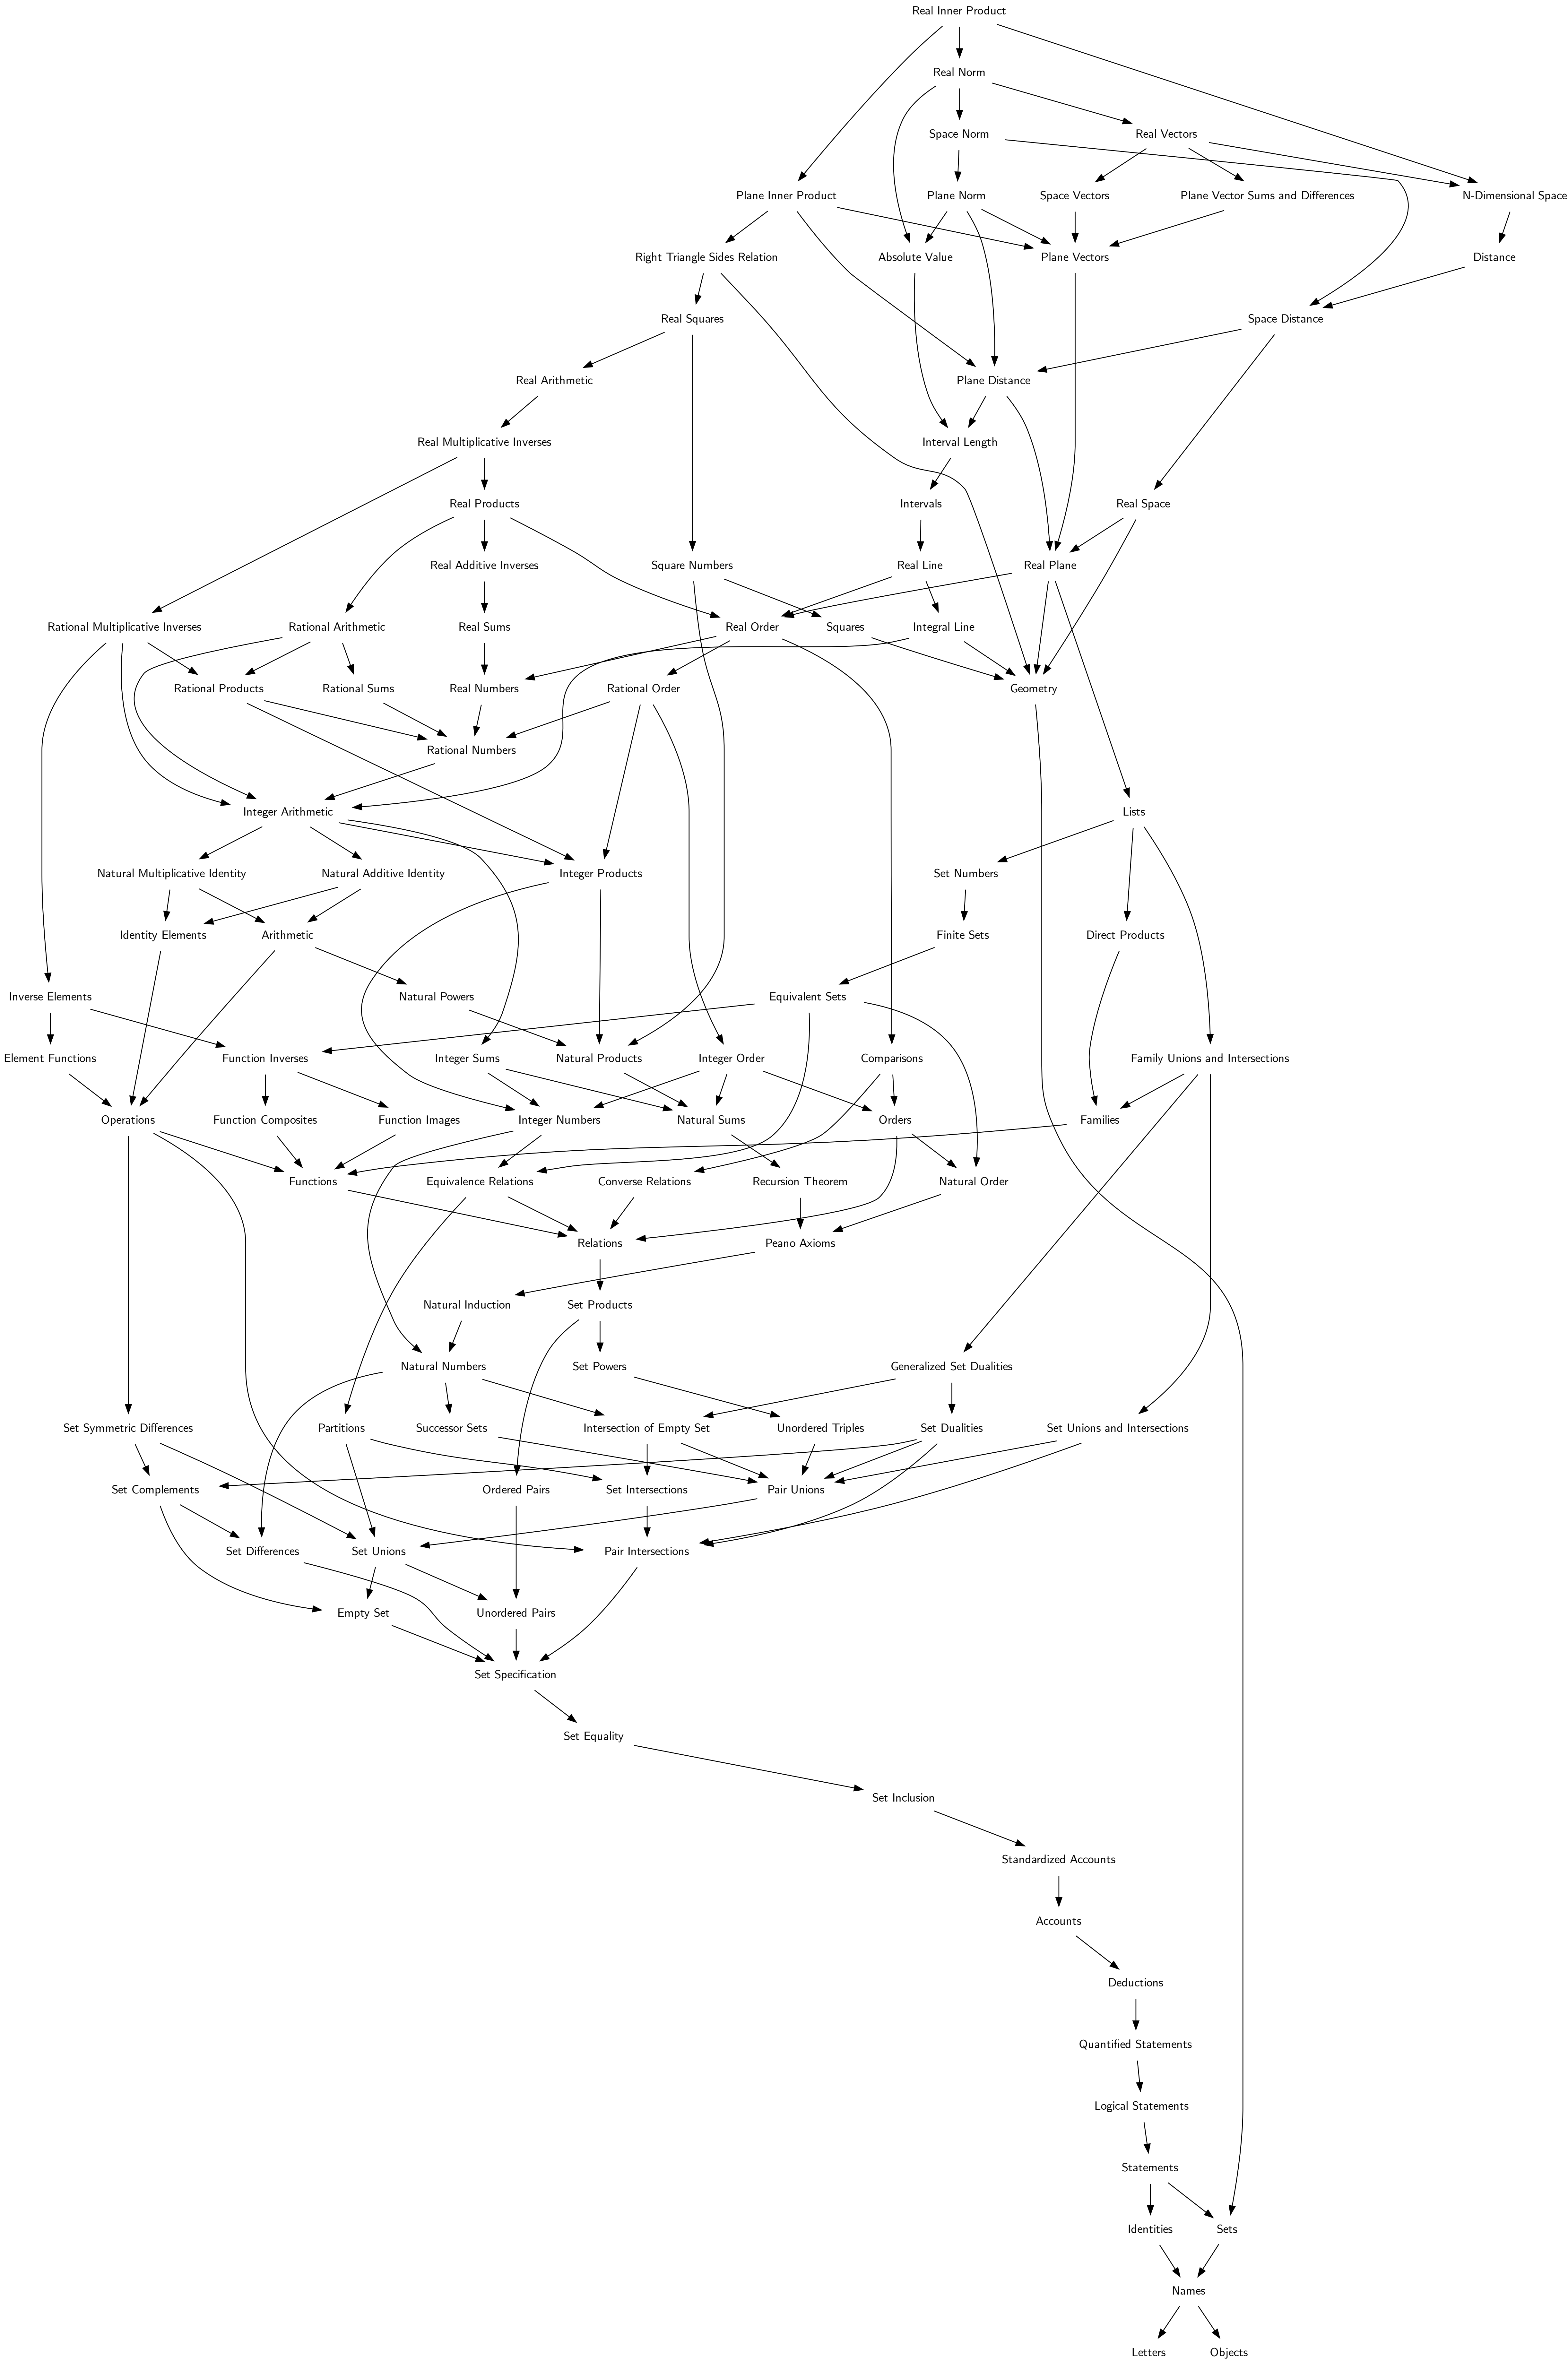 Real Inner Product
Real Norm
Space Norm
Real Vectors
Plane Inner Product
Plane Norm
Space Vectors
Plane Vector Sums and Differences
N-Dimensional Space
Right Triangle Sides Relation
Absolute Value
Plane Vectors
Distance
Real Squares
Space Distance
Real Arithmetic
Plane Distance
Real Multiplicative Inverses
Interval Length
Real Products
Intervals
Real Space
Real Additive Inverses
Square Numbers
Real Line
Real Plane
Rational Multiplicative Inverses
Rational Arithmetic
Real Sums
Real Order
Squares
Integral Line
Rational Products
Rational Sums
Real Numbers
Rational Order
Geometry
Rational Numbers
Integer Arithmetic
Lists
Natural Multiplicative Identity
Natural Additive Identity
Integer Products
Set Numbers
Identity Elements
Arithmetic
Finite Sets
Direct Products
Inverse Elements
Natural Powers
Equivalent Sets
Element Functions
Function Inverses
Integer Sums
Natural Products
Integer Order
Comparisons
Family Unions and Intersections
Operations
Function Composites
Function Images
Integer Numbers
Natural Sums
Orders
Families
Functions
Equivalence Relations
Converse Relations
Recursion Theorem
Natural Order
Relations
Peano Axioms
Natural Induction
Set Products
Natural Numbers
Set Powers
Generalized Set Dualities
Set Symmetric Differences
Partitions
Successor Sets
Intersection of Empty Set
Unordered Triples
Set Dualities
Set Unions and Intersections
Set Complements
Ordered Pairs
Set Intersections
Pair Unions
Set Differences
Set Unions
Pair Intersections
Empty Set
Unordered Pairs
Set Specification
Set Equality
Set Inclusion
Standardized Accounts
Accounts
Deductions
Quantified Statements
Logical Statements
Statements
Identities
Sets
Names
Letters
Objects